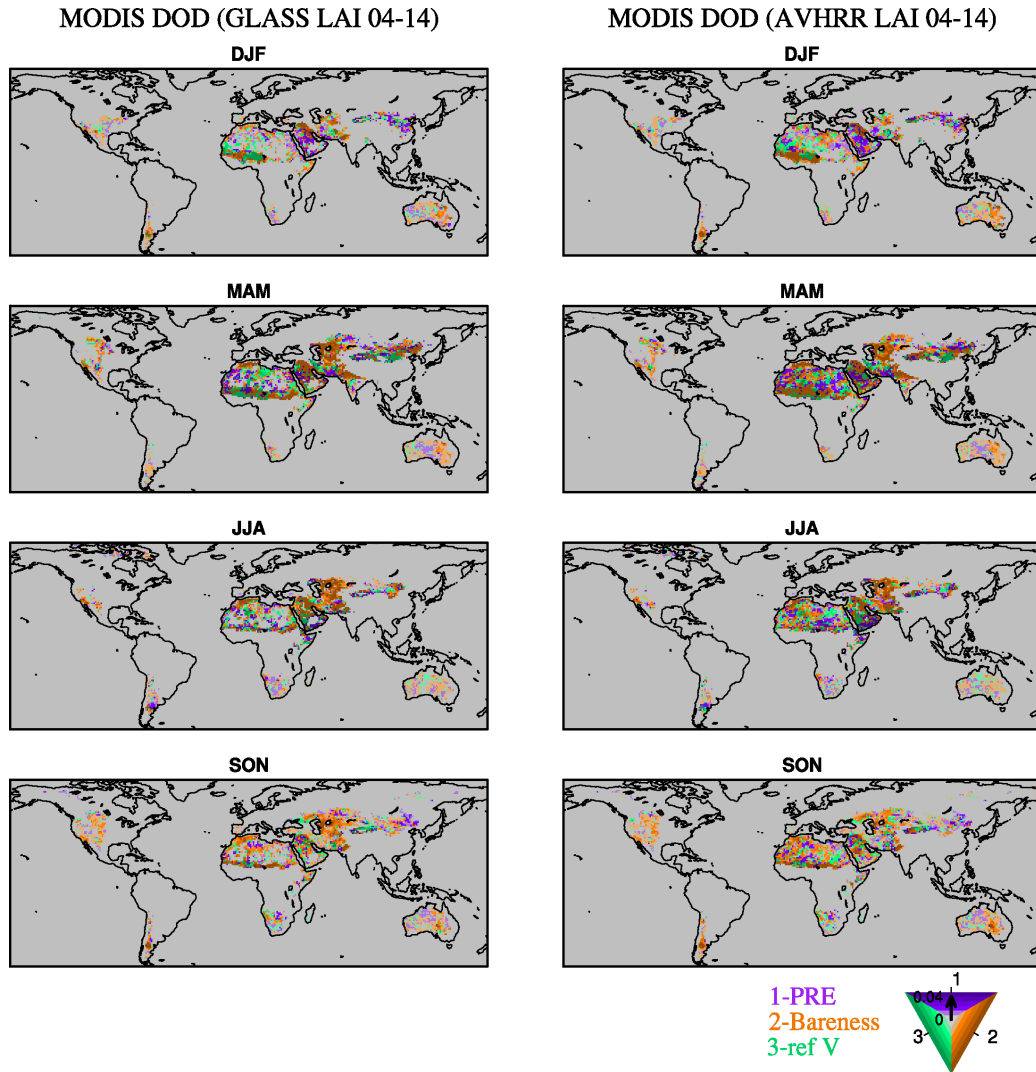 MODIS DOD (GLASS LAI 04-14)
MODIS DOD (AVHRR LAI 04-14)
DJF
DJF
MAM
MAM
JJA
JJA
SON
SON
1-PRE
2-Bareness
3-ref V
1
0.04
0
3
2